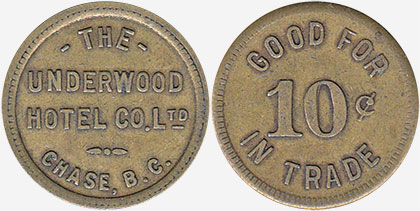 - THE -
UNDERWOOD
HOTEL CO. LTD
CHASE, B.C.
GOOD FOR
10¢
IN TRADE